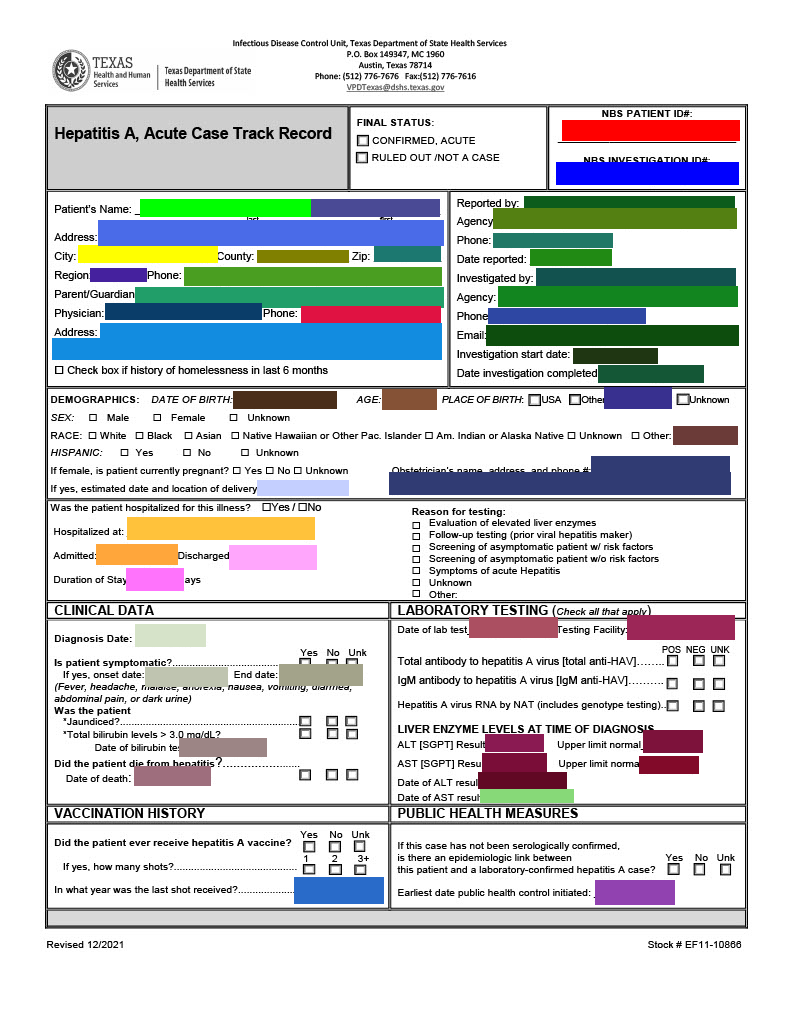 Infectious Disease Control Unit, Texas Department of State Health Services
P.O. Box 149347, MC 1960
Austin, Texas 78714
Phone: (512) 776-7676 Fax:(512) 776-7616
VPDTexas@dshs.texas.gov
TEXAS
Health and Human
Services
Texas Department of State
Health Services
Hepatitis A, Acute Case Track Record
FINAL STATUS:
CONFIRMED, ACUTE
RULED OUT /NOT A CASE
NBS PATIENT ID#:
NBS INVESTIGATION ID#:
Patient's Name:
last first
Address:
City: County: Zip:
Region: Phone:
Parent/Guardian
Physician: Phone:
Address:
Check box if history of homelessness in last 6 months
Reported by:
Agency
Phone:
Date reported:
Investigated by:
Agency:
Phone
Email:
Investigation start date:
Date investigation completed
DEMOGRAPHICS: DATE OF BIRTH: AGE: PLACE OF BIRTH: USA Other Unknown
SEX: Male Female Unknown
RACE: White Black Asian Native Hawaiian or Other Pac. Islander Am. Indian or Alaska Native Unknown Other:
HISPANIC: Yes No Unknown
If female, is patient currently pregnant? Yes No Unknown Obstetrician's name, address, and phone #:
If yes, estimated date and location of delivery
Was the patient hospitalized for this illness? Yes / No
Hospitalized at:
Admitted: Discharged
Duration of Stay ays
Reason for testing:
Evaluation of elevated liver enzymes
Follow-up testing (prior viral hepatitis maker)
Screening of asymptomatic patient w/ risk factors
Screening of asymptomatic patient w/o risk factors
Symptoms of acute Hepatitis
Unknown
Other:
CLINICAL DATA
Diagnosis Date:
Yes No Unk
Is patient symptomatic?
If yes, onset date: End date:
(Fever, headache, malaise, anorexia, nausea, vomiting, diarrhea,
abdominal pain, or dark urine)
Was the patient
*Jaundiced?
*Total bilirubin levels > 3.0 mg/dL?
Date of bilirubin tes
Did the patient die from hepatitis?
Date of death:
LABORATORY TESTING (Check all that apply)
Date of lab test Testing Facility:
POS NEG UNK
Total antibody to hepatitis A virus [total anti-HAV]
IgM antibody to hepatitis A virus [IgM anti-HAV]
Hepatitis A virus RNA by NAT (includes genotype testing)
LIVER ENZYME LEVELS AT TIME OF DIAGNOSIS
ALT [SGPT] Result Upper limit normal
AST [SGPT] Resu Upper limit norma
Date of ALT resul
Date of AST resul
VACCINATION HISTORY
Yes No Unk
Did the patient ever receive hepatitis A vaccine?
1 2 3+
If yes, how many shots?
In what year was the last shot received?
PUBLIC HEALTH MEASURES
If this case has not been serologically confirmed,
is there an epidemiologic link between
this patient and a laboratory-confirmed hepatitis A case?
Yes No Unk
Earliest date public health control initiated:
Revised 12/2021
Stock # EF11-10866